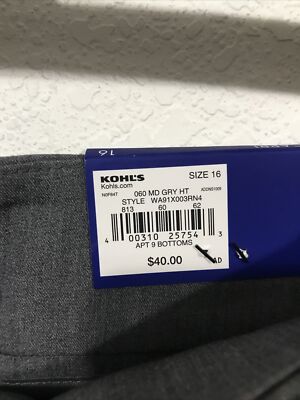 KOHL'S
Kohls.com
SIZE 16
060 MD GRY HT
STYLE WA91X003RN4
813 60 62
4 00310 25754 3
APT 9 BOTTOMS
$40.00
16